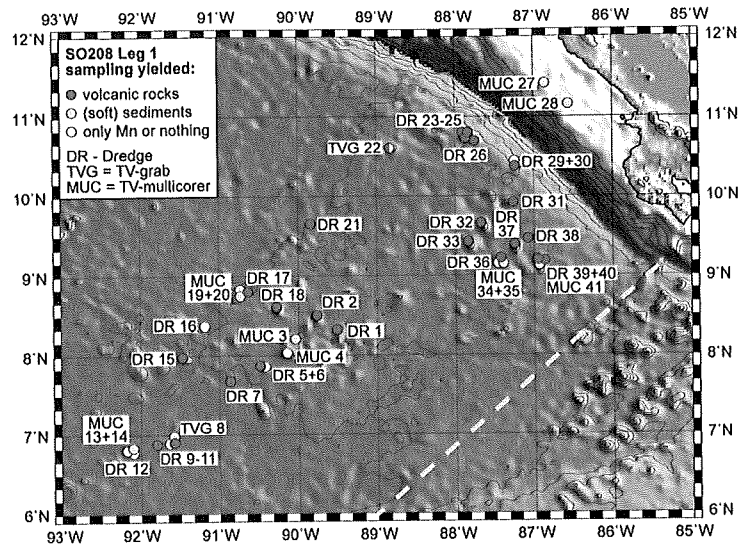 SO208 Leg 1
sampling yielded:
volcanic rocks
(soft) sediments
only Mn or nothing
DR - Dredge
TVG = TV-grab
MUC = TV-multicorer
12°N
11°N
10°N
9°N
8°N
7°N
6°N
12°N
11°N
10°N
9°N
8°N
7°N
6°N
93°W 92°W 91°W 90°W 89°W 88°W 87°W 86°W 85°W
MUC 27
MUC 28
DR 23-25
TVG 22
DR 26
DR 29+30
DR 31
DR 21
DR 32
DR
37
DR 33
DR 38
DR 36
MUC
34+35
DR 39+40
MUC 41
MUC
19+20
DR 17
DR 18
DR 2
DR 16
MUC 3
DR 1
MUC 4
DR 15
DR 5+6
DR 7
MUC
13+14
TVG 8
DR 9-11
DR 12
93°W 92°W 91°W 90°W 89°W 88°W 87°W 86°W 85°W